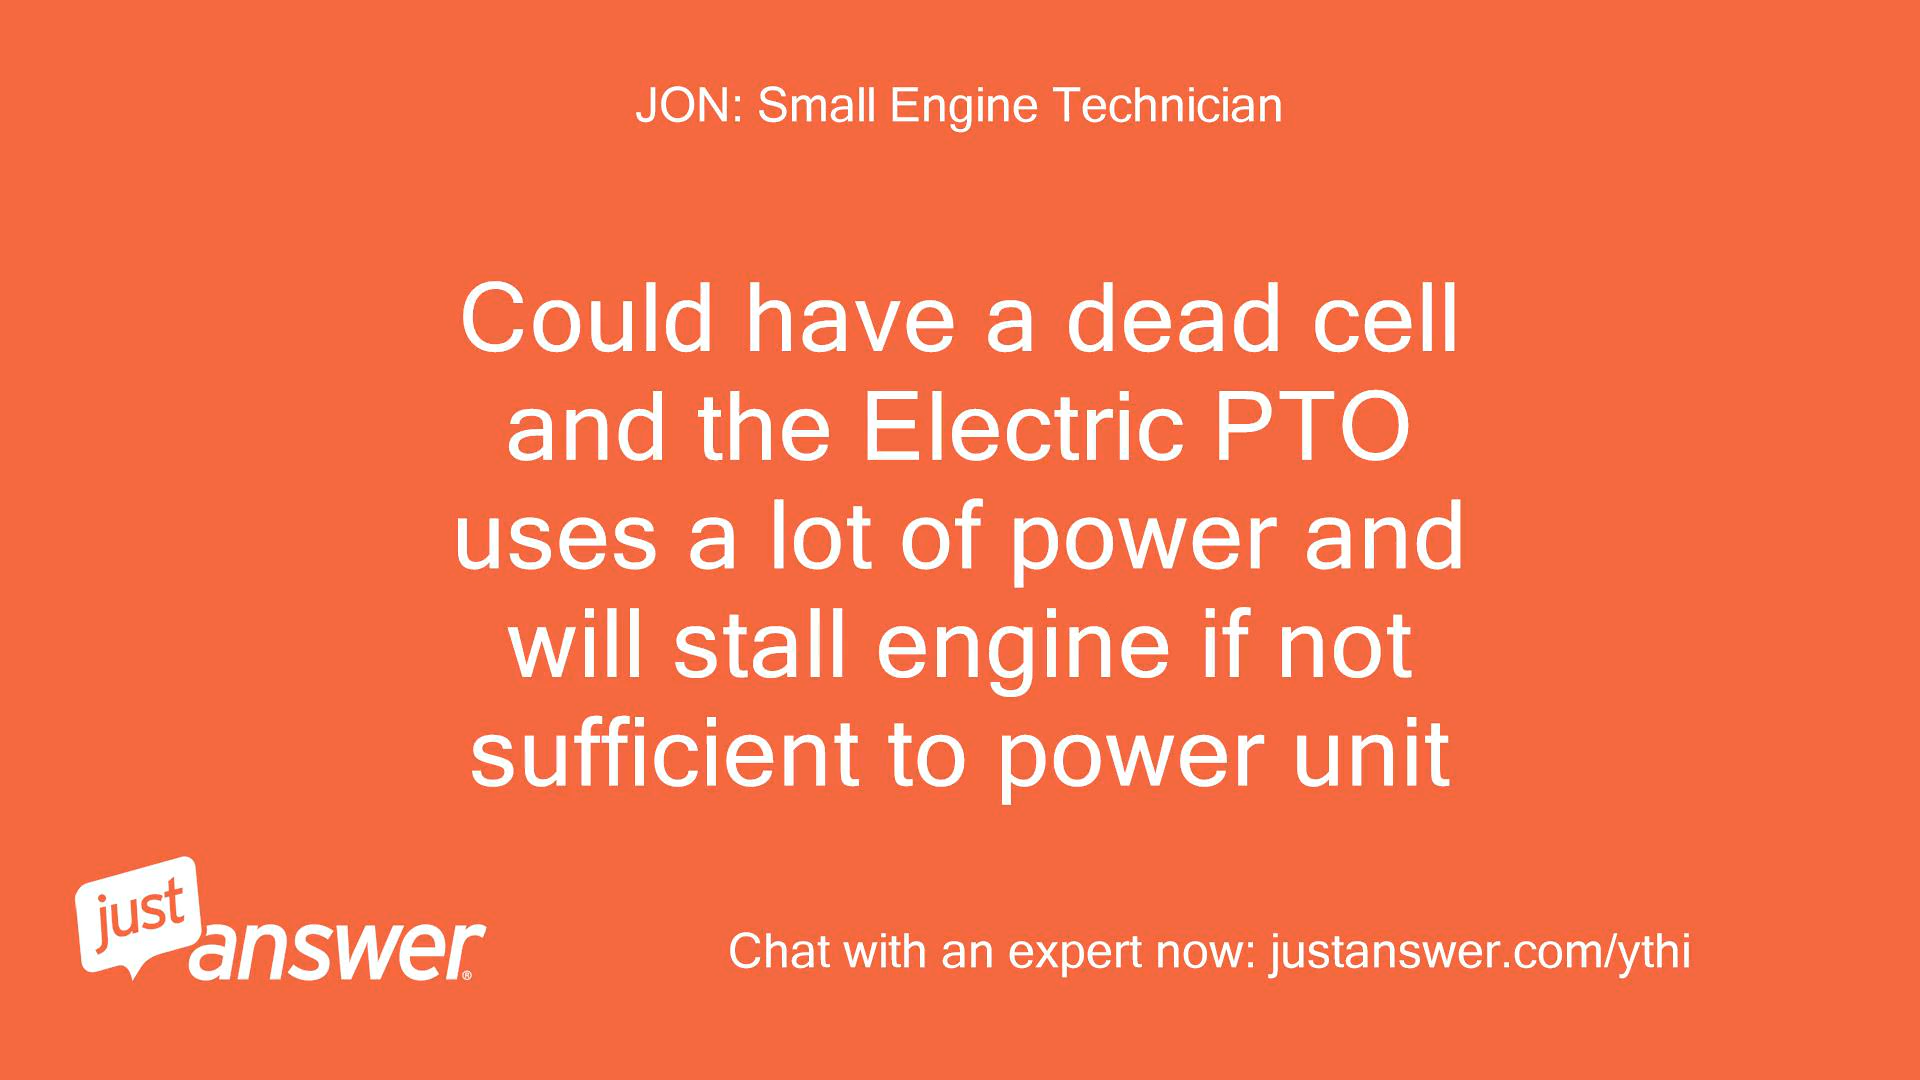 JON: Small Engine Technician
Could have a dead cell
and the Electric PTO
uses a lot of power and
will stall engine if not
sufficient to power unit
just
answer®
Chat with an expert now: justanswer.com/ythi